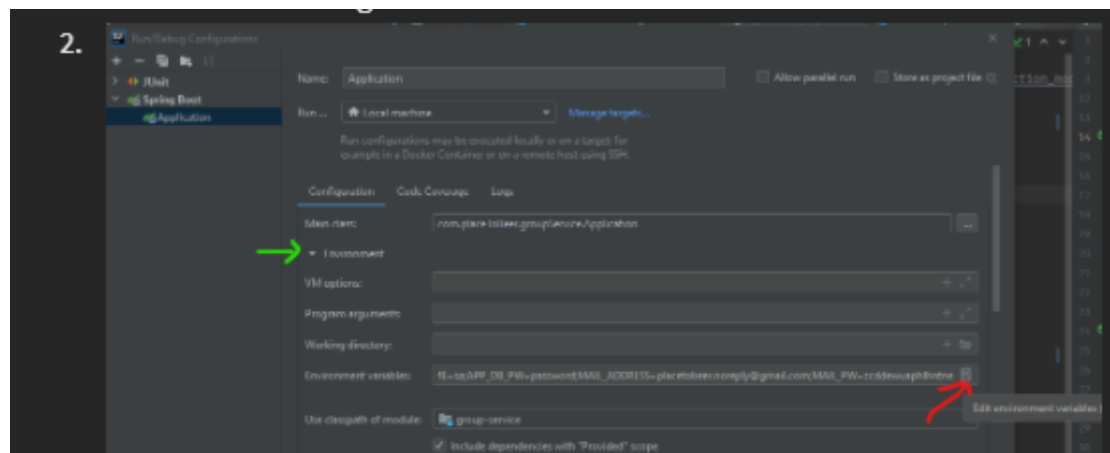 2.
Run/Debug Configurations
JUnit
Spring Boot
Application
Name: Application
Allow parallel run Store as project file
Run ... Local machine Manage targets...
Run configurations may be executed locally or on a target: for
example in a Docker Container or on a remote host using SSH.
Configuration Code Coverage Logs
Main class:
Environment
VM options:
Program arguments:
Working directory:
Environment variables:
Edit environment variables
Use classpath of module: group-service
Include dependencies with "Provided" scope